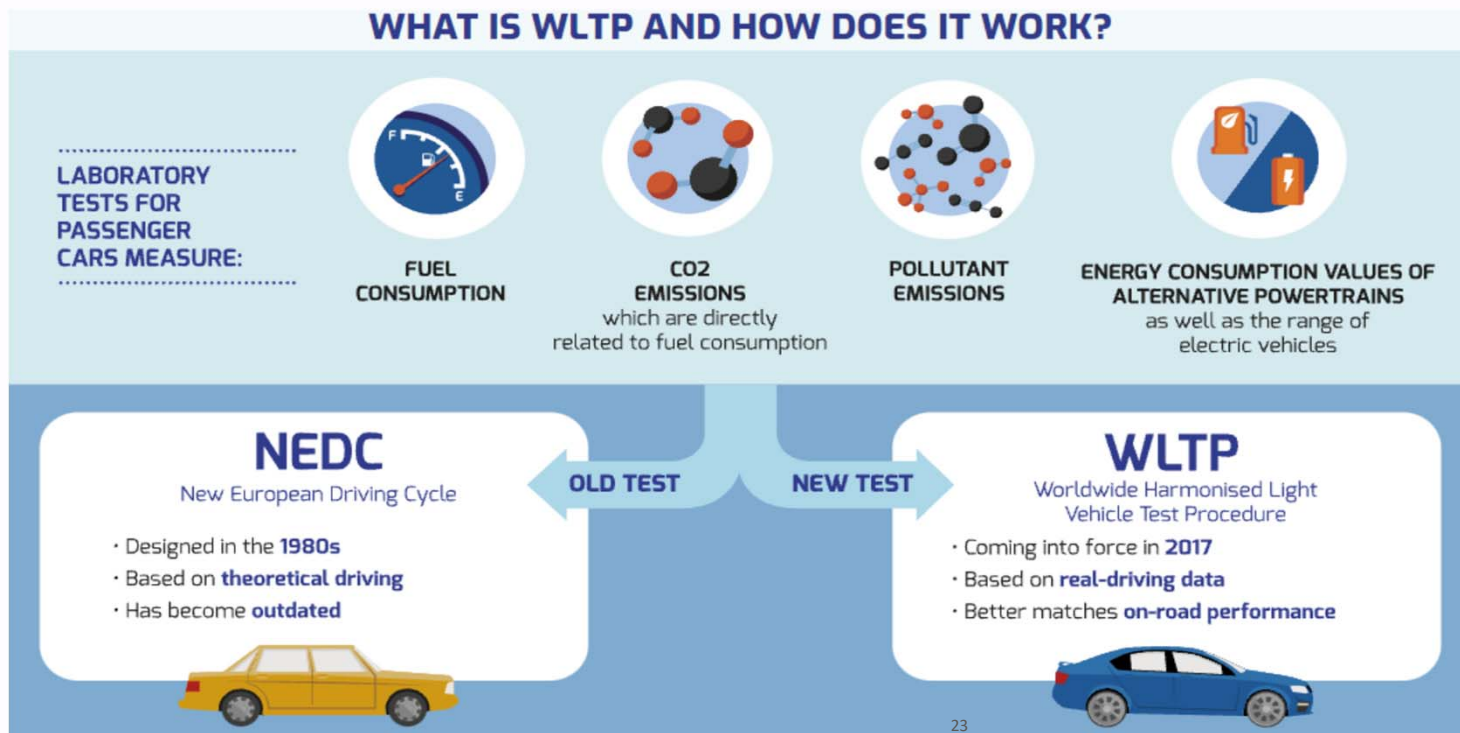 WHAT IS WLTP AND HOW DOES IT WORK?
LABORATORY
TESTS FOR
PASSENGER
CARS MEASURE:
F
E
FUEL
CONSUMPTION
CO2
EMISSIONS
which are directly
related to fuel consumption
POLLUTANT
EMISSIONS
ENERGY CONSUMPTION VALUES OF
ALTERNATIVE POWERTRAINS
as well as the range of
electric vehicles
OLD TEST
NEW TEST
NEDC
New European Driving Cycle
· Designed in the 1980s
· Based on theoretical driving
· Has become outdated
WLTP
Worldwide Harmonised Light
Vehicle Test Procedure
· Coming into force in 2017
· Based on real-driving data
· Better matches on-road performance
23